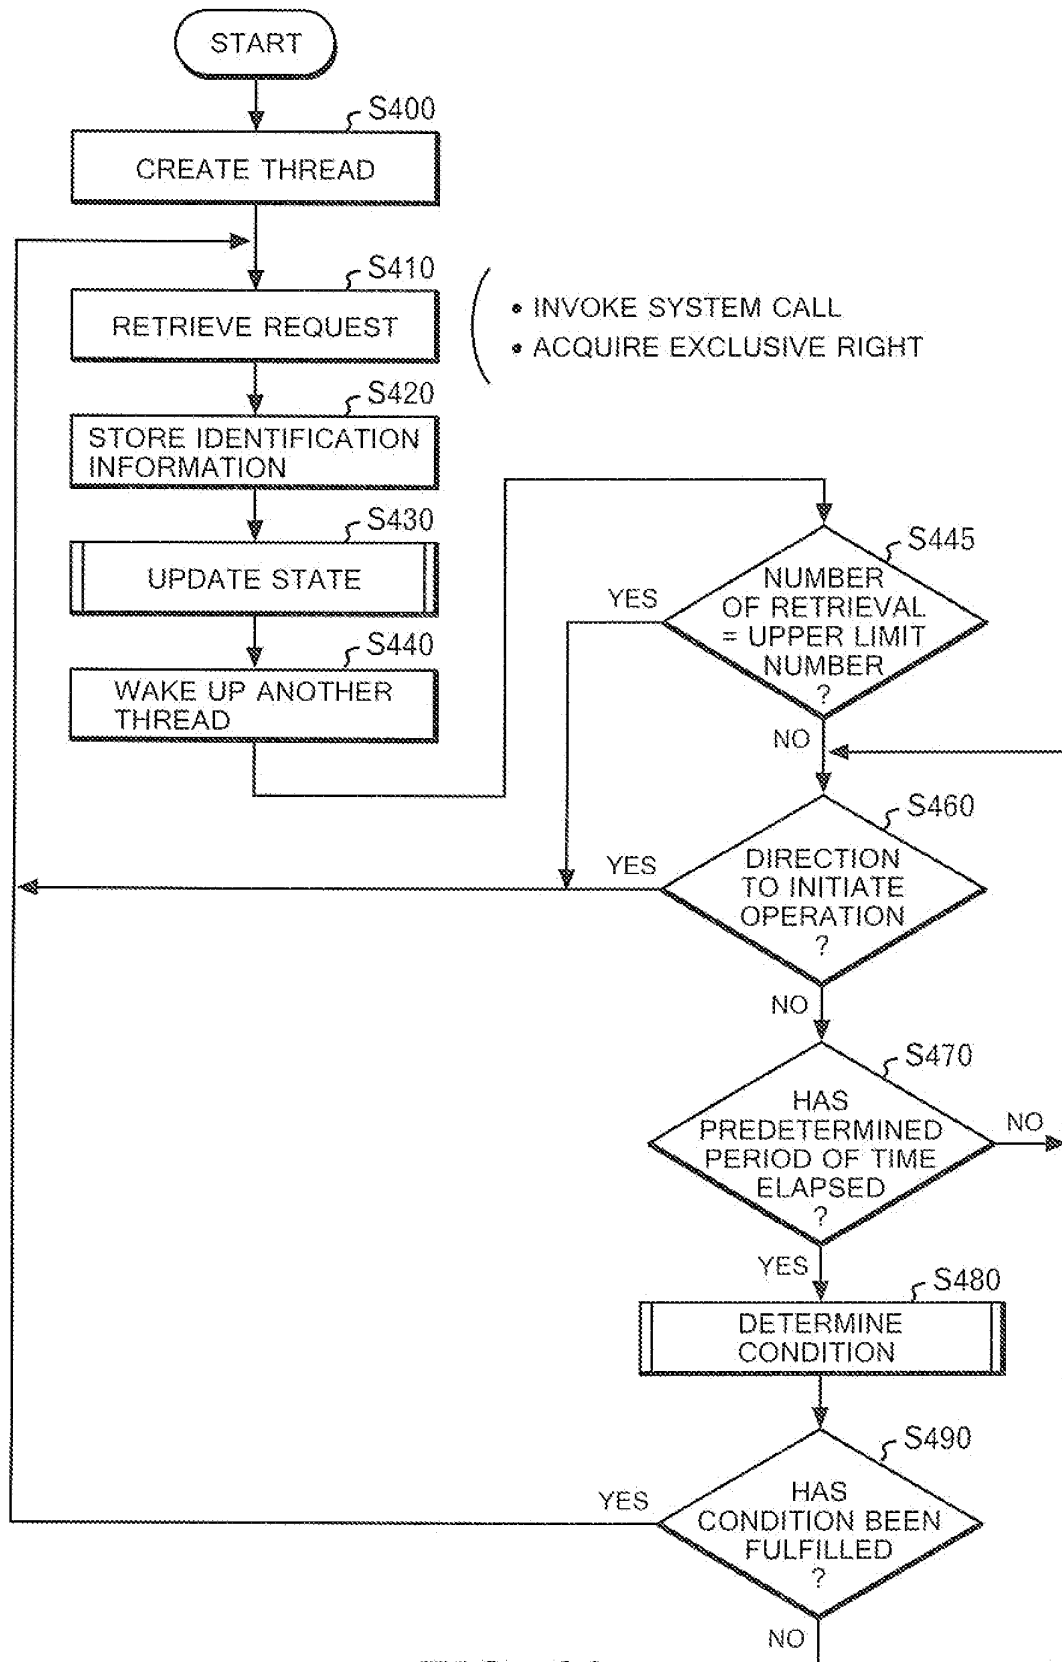 START
S400
CREATE THREAD
S410
RETRIEVE REQUEST
• INVOKE SYSTEM CALL
• ACQUIRE EXCLUSIVE RIGHT
S420
STORE IDENTIFICATION
INFORMATION
S430
UPDATE STATE
S440
WAKE UP ANOTHER
THREAD
S445
NUMBER
OF RETRIEVAL
= UPPER LIMIT
NUMBER
?
YES
NO
S460
DIRECTION
TO INITIATE
OPERATION
?
YES
NO
S470
HAS
PREDETERMINED
PERIOD OF TIME
ELAPSED
?
NO
YES
S480
DETERMINE
CONDITION
S490
HAS
CONDITION BEEN
FULFILLED
?
YES
NO